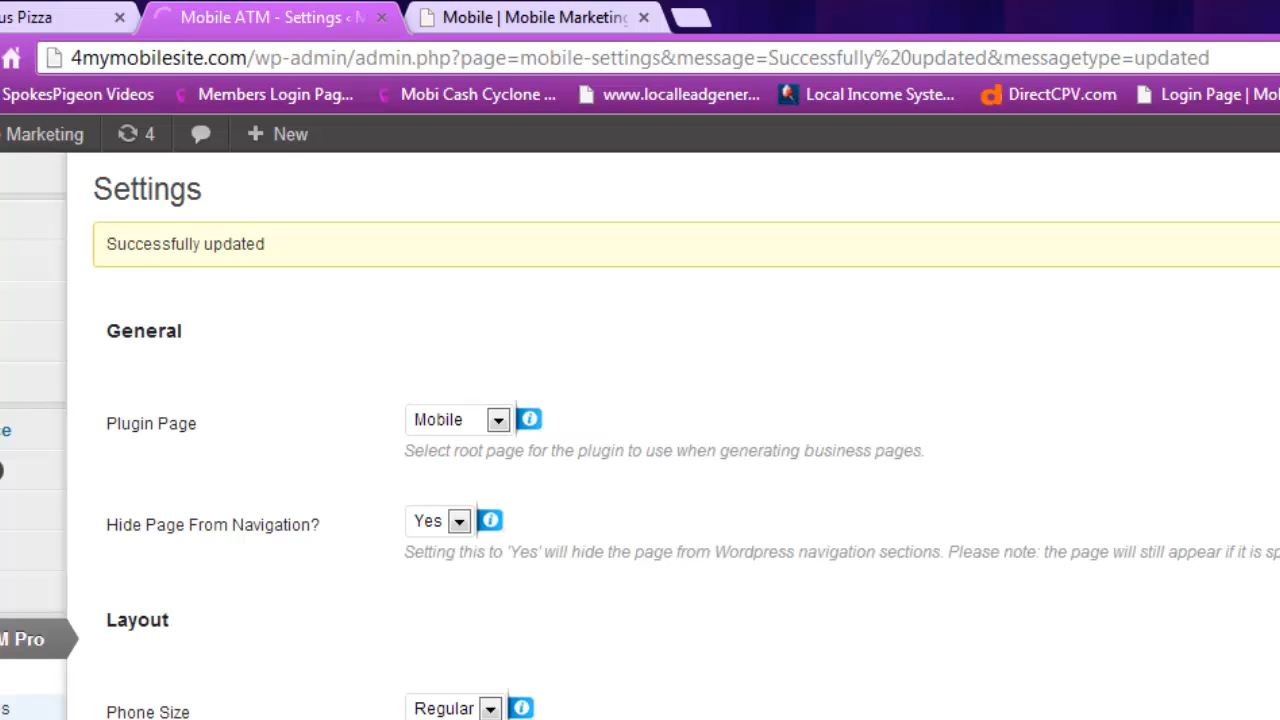 us Pizza
Mobile ATM - Settings ‹ M
Mobile | Mobile Marketing
4mymobilesite.com/wp-admin/admin.php?page=mobile-settings&message=Successfully%20updated&messagetype=updated
SpokesPigeon Videos
Members Login Pag...
Mobi Cash Cyclone ...
www.localleadgener...
Local Income Syste...
DirectCPV.com
Login Page | Mo
Marketing
4
New
Settings
Successfully updated
General
Plugin Page
Mobile
Select root page for the plugin to use when generating business pages.
ce
Hide Page From Navigation?
Yes
Setting this to 'Yes' will hide the page from Wordpress navigation sections. Please note: the page will still appear if it is sp
Layout
M Pro
Phone Size
Regular
s